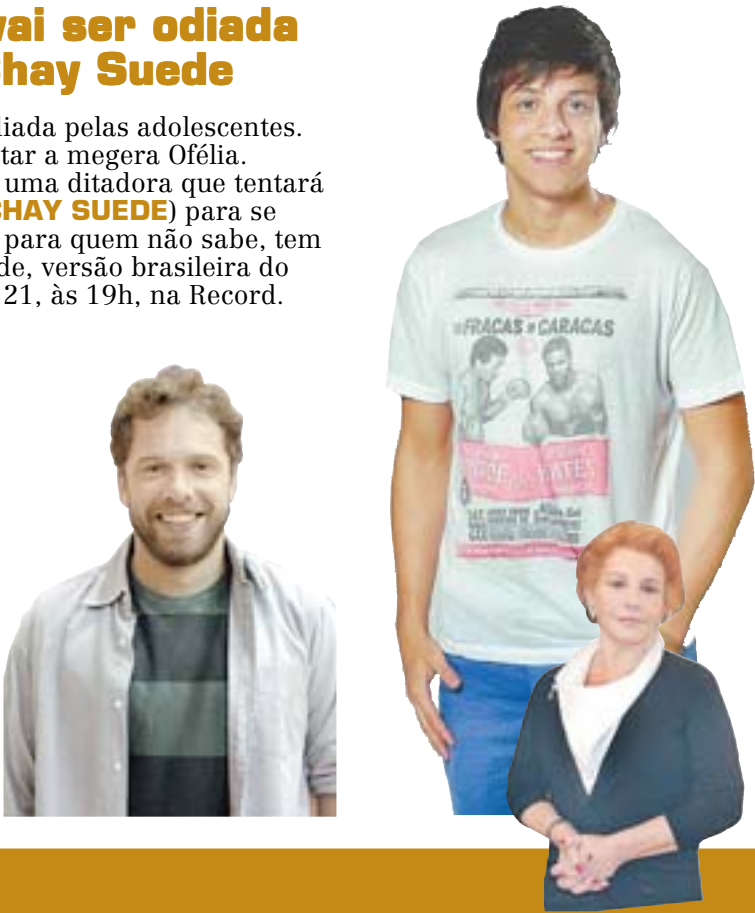 vai ser odiada
Chay Suede
diada pelas adolescentes.
tar a megera Ofélia.
uma ditadora que tentará
CHAY SUEDE) para se
para quem não sabe, tem
de, versão brasileira do
21, às 19h, na Record.
FRACAS CARACAS